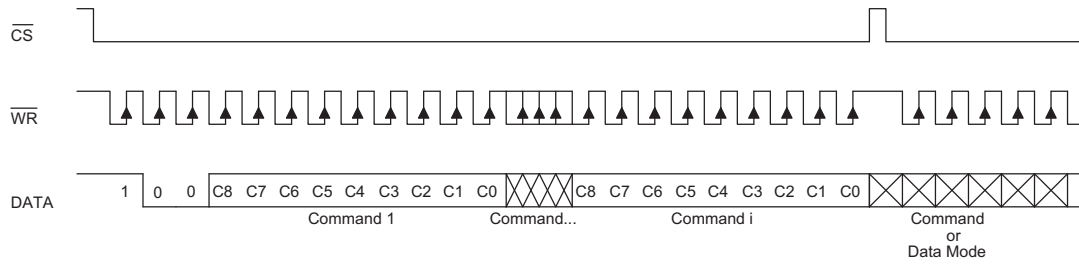 CS
WR
DATA 1 0 0 C8 C7 C6 C5 C4 C3 C2 C1 C0 C8 C7 C6 C5 C4 C3 C2 C1 C0
Command 1 Command... Command i Command
or
Data Mode